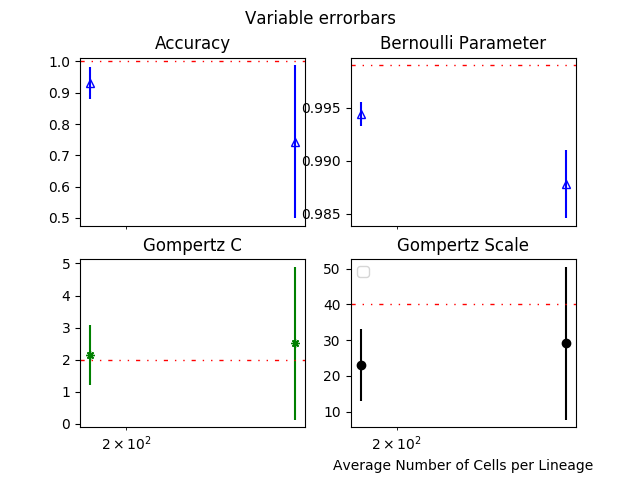 Variable errorbars
Accuracy
1.0
0.9
0.8
0.7
0.6
0.5
Bernoulli Parameter
0.995
0.990
0.985
Gompertz C
5
4
3
2
1
0
2 × 10²
Gompertz Scale
50
40
30
20
10
2 × 10²
Average Number of Cells per Lineage